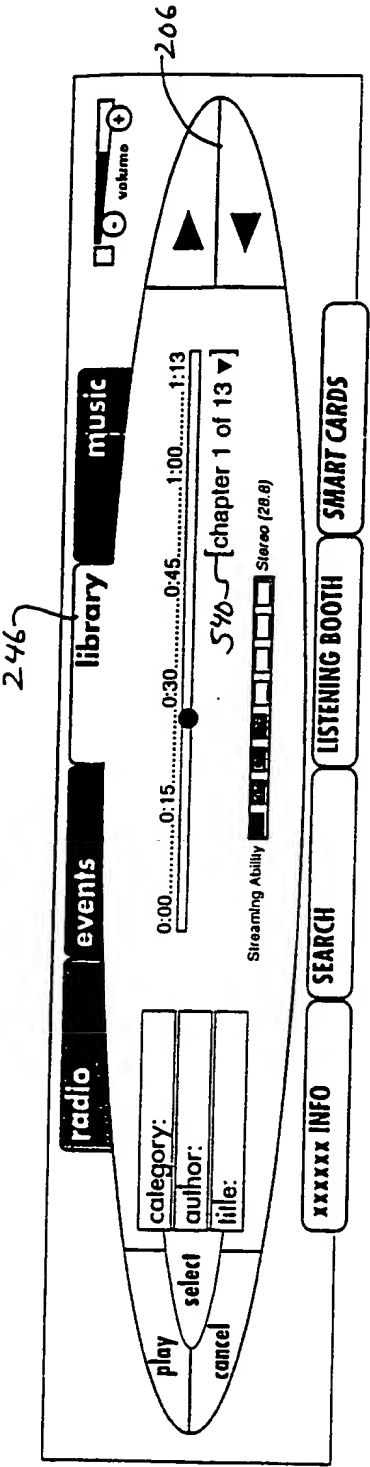 246
206
radio
events
library
music
volume
play
select
cancel
category:
author:
title:
0:00 0:15 0:30 0:45 1:00 1:13
540
[chapter 1 of 13 ▼]
Streaming Ability
Stereo (28.8)
xxxxxx INFO
SEARCH
LISTENING BOOTH
SMART CARDS